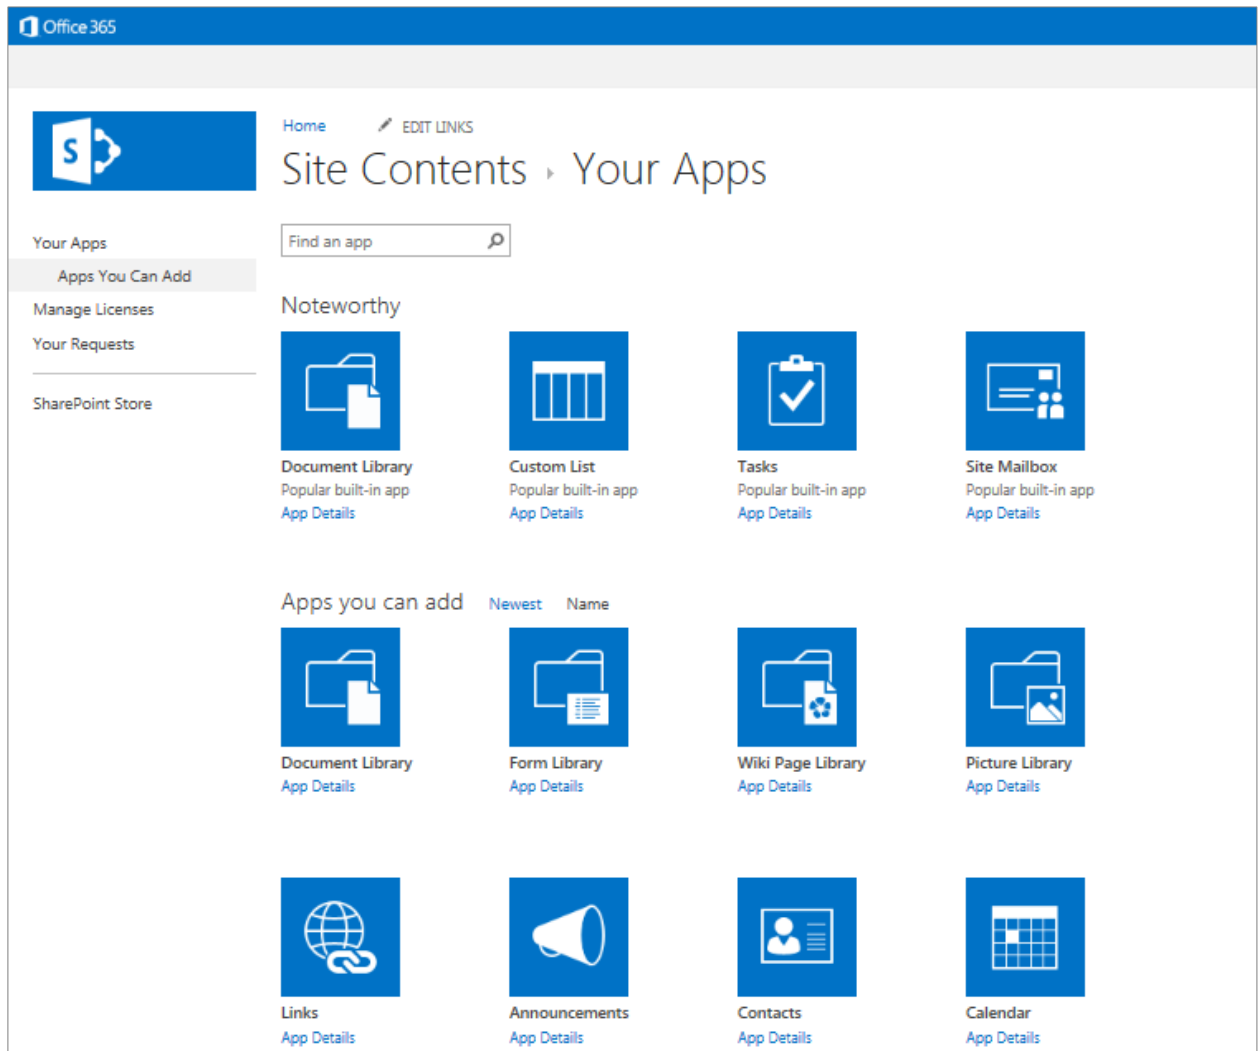 Office 365
S
Home EDIT LINKS
Site Contents Your Apps
Find an app
Your Apps
Apps You Can Add
Manage Licenses
Your Requests
SharePoint Store
Noteworthy
Document Library Custom List Tasks Site Mailbox
Popular built-in app Popular built-in app Popular built-in app Popular built-in app
App Details App Details App Details App Details
Apps you can add Newest Name
Document Library Form Library Wiki Page Library Picture Library
App Details App Details App Details App Details
Links Announcements Contacts Calendar
App Details App Details App Details App Details